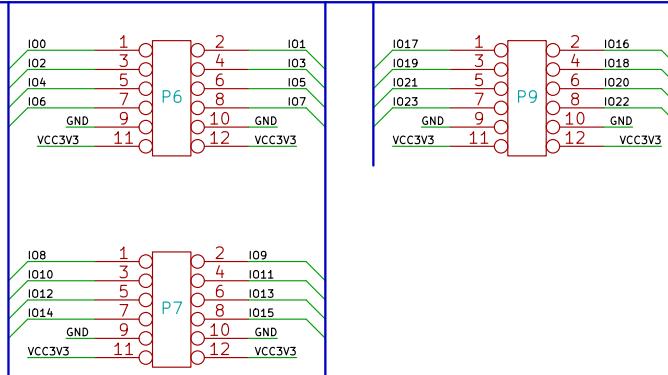 IO0 1 2 IO1
IO2 3 4 IO3
IO4 5 6 IO5
P6
IO6 7 8 IO7
GND 9 10 GND
VCC3V3 11 12 VCC3V3
IO17 1 2 IO16
IO19 3 4 IO18
IO21 5 6 IO20
P9
IO23 7 8 IO22
GND 9 10 GND
VCC3V3 11 12 VCC3V3
IO8 1 2 IO9
IO10 3 4 IO11
IO12 5 6 IO13
P7
IO14 7 8 IO15
GND 9 10 GND
VCC3V3 11 12 VCC3V3